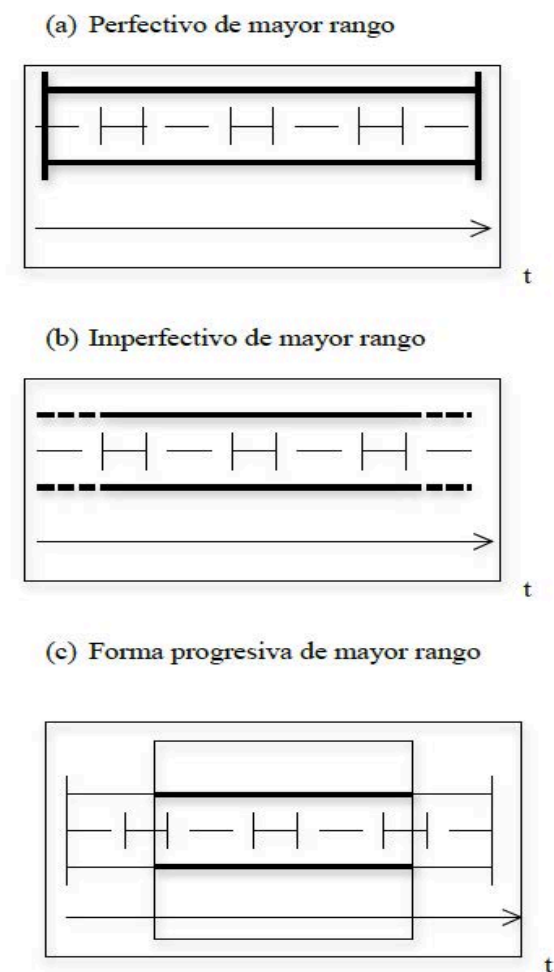 (a) Perfectivo de mayor rango
t
(b) Imperfectivo de mayor rango
t
(c) Forma progresiva de mayor rango
t